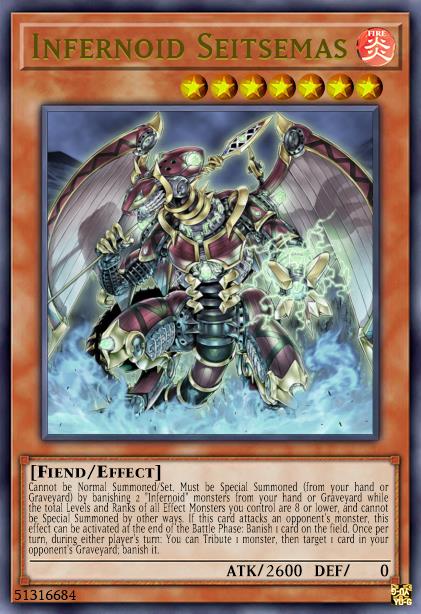 INFERNOID SEITSEMAS
FIRE
炎
[FIEND/EFFECT]
Cannot be Normal Summoned/Set. Must be Special Summoned (from your hand or
Graveyard) by banishing 2 "Infernoid" monsters from your hand or Graveyard while
the total Levels and Ranks of all Effect Monsters you control are 8 or lower, and cannot
be Special Summoned by other ways. If this card attacks an opponent's monster, this
effect can be activated at the end of the Battle Phase: Banish 1 card on the field. Once per
turn, during either player's turn: You can Tribute 1 monster, then target 1 card in your
opponent's Graveyard; banish it.
ATK/2600 DEF/ 0
51316684